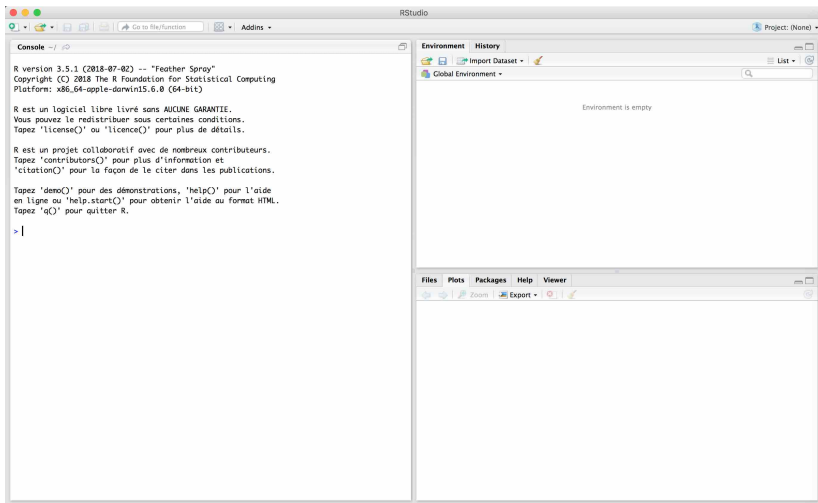 RStudio
Go to file/function
Addins
Project: (None)
Console ~/
R version 3.5.1 (2018-07-02) -- "Feather Spray"
Copyright (C) 2018 The R Foundation for Statistical Computing
Platform: x86_64-apple-darwin15.6.0 (64-bit)
R est un logiciel libre livré sans AUCUNE GARANTIE.
Vous pouvez le redistribuer sous certaines conditions.
Tapez 'license()' ou 'licence()' pour plus de détails.
R est un projet collaboratif avec de nombreux contributeurs.
Tapez 'contributors()' pour plus d'information et
'citation()' pour la façon de le citer dans les publications.
Tapez 'demo()' pour des démonstrations, 'help()' pour l'aide
en ligne ou 'help.start()' pour obtenir l'aide au format HTML.
Tapez 'q()' pour quitter R.
>
Environment History
Import Dataset List
Global Environment
Environment is empty
Files Plots Packages Help Viewer
Zoom Export